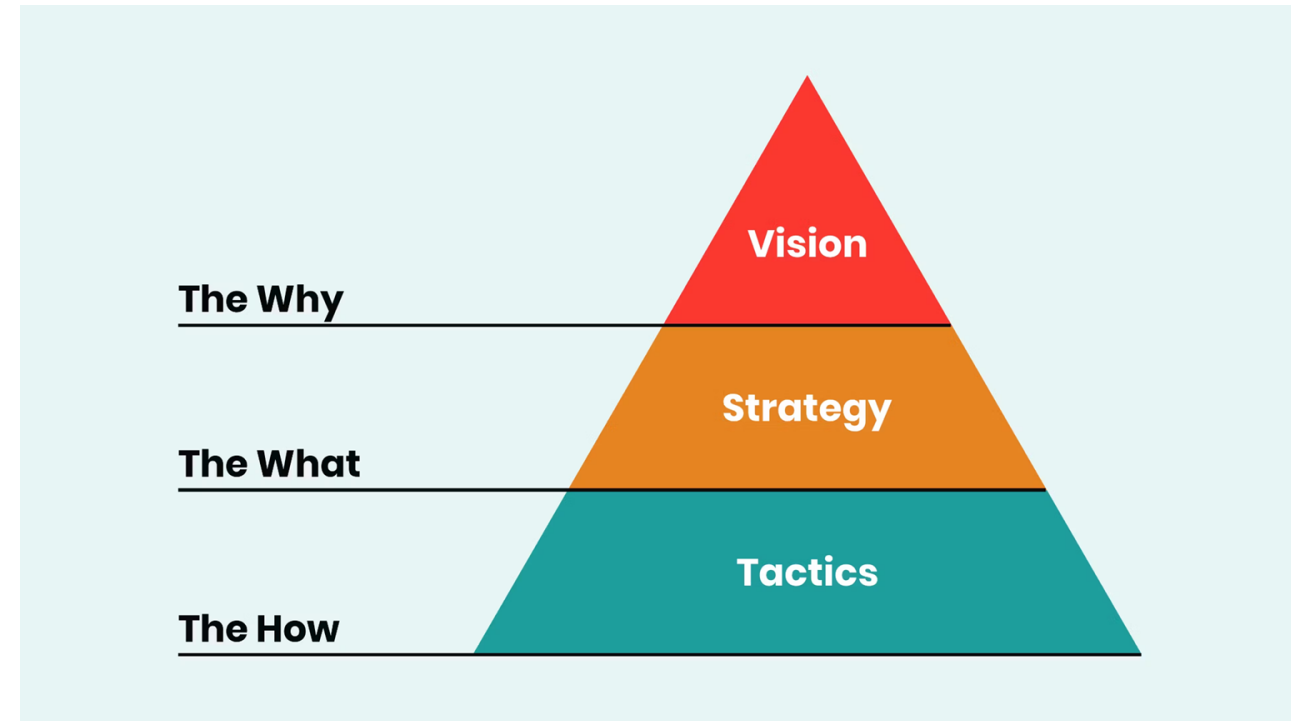 Vision
The Why
Strategy
The What
Tactics
The How